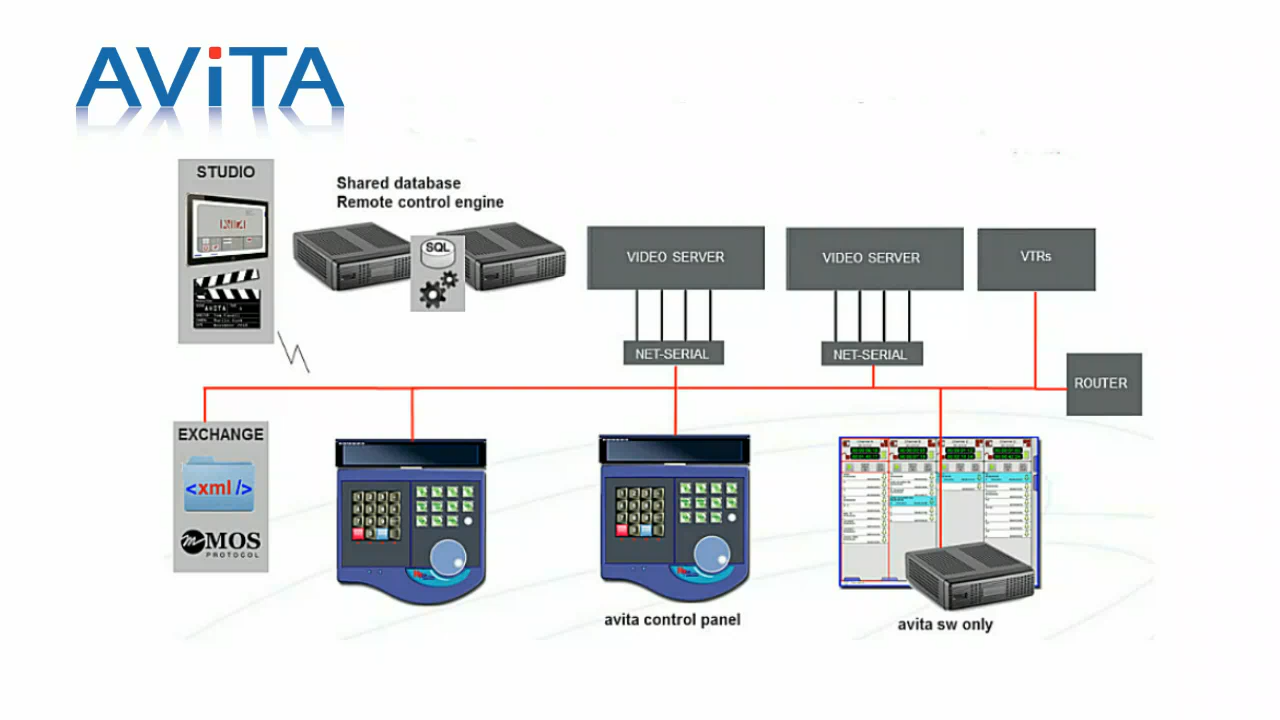 AViTA
STUDIO
Shared database
Remote control engine
SQL
AVITA
VIDEO SERVER
VIDEO SERVER
VTRs
NET-SERIAL
NET-SERIAL
ROUTER
EXCHANGE
<xml />
MOS
PROTOCOL
avita control panel
avita sw only